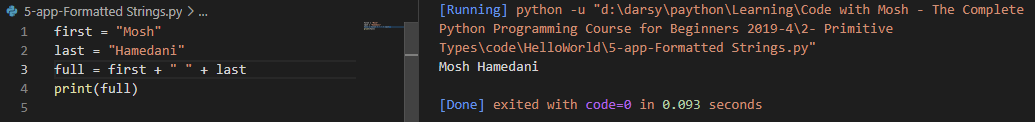 5-app-Formatted Strings.py > ...
1 first = "Mosh"
2 last = "Hamedani"
3 full = first + " " + last
4 print(full)
5
[Running] python -u "d:\darsy\paython\Learning\Code with Mosh - The Complete
Python Programming Course for Beginners 2019-4\2- Primitive
Types\code\HelloWorld\5-app-Formatted Strings.py"
Mosh Hamedani
[Done] exited with code=0 in 0.093 seconds